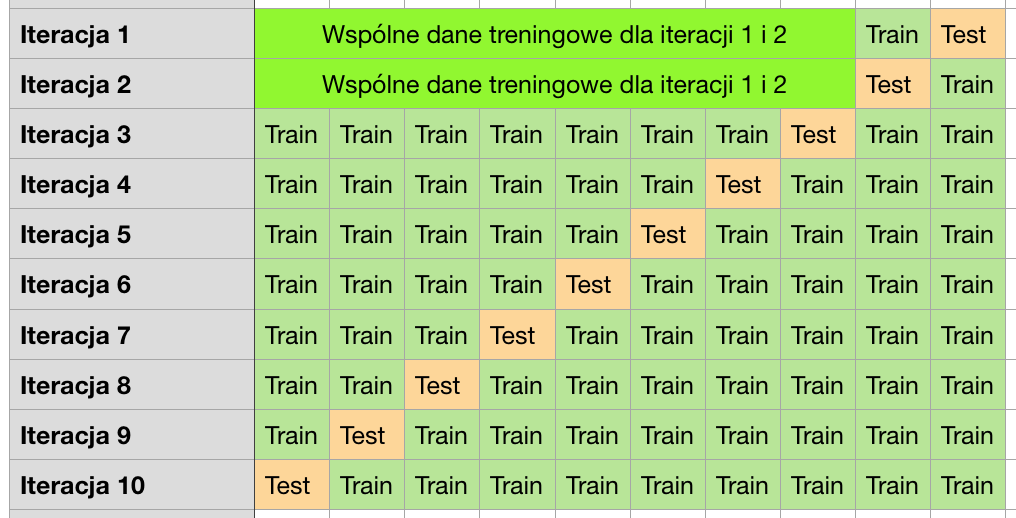 Iteracja 1 Wspólne dane treningowe dla iteracji 1 i 2 Train Test
Iteracja 2 Wspólne dane treningowe dla iteracji 1 i 2 Test Train
Iteracja 3 Train Train Train Train Train Train Train Test Train Train
Iteracja 4 Train Train Train Train Train Train Test Train Train Train
Iteracja 5 Train Train Train Train Train Test Train Train Train Train
Iteracja 6 Train Train Train Train Test Train Train Train Train Train
Iteracja 7 Train Train Train Test Train Train Train Train Train Train
Iteracja 8 Train Train Test Train Train Train Train Train Train Train
Iteracja 9 Train Test Train Train Train Train Train Train Train Train
Iteracja 10 Test Train Train Train Train Train Train Train Train Train